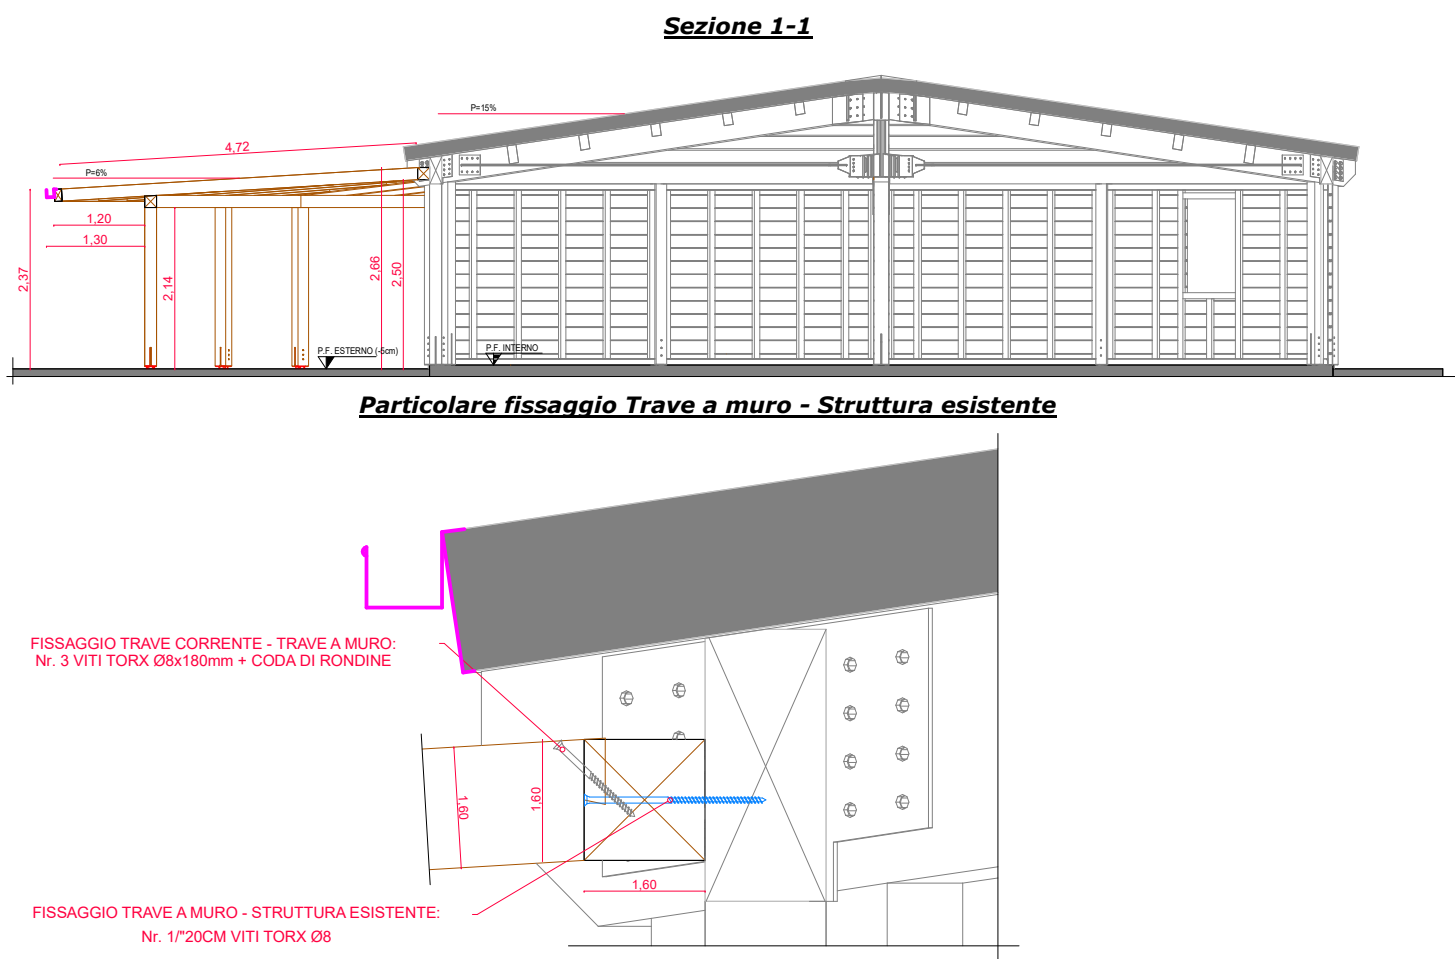 Sezione 1-1
P=15%
4,72
P=6%
1,20
1,30
2,37
2,14
2,66
2,50
P.F. ESTERNO (-5cm)
P.F. INTERNO
Particolare fissaggio Trave a muro - Struttura esistente
FISSAGGIO TRAVE CORRENTE - TRAVE A MURO:
Nr. 3 VITI TORX Ø8x180mm + CODA DI RONDINE
1,60
1,60
1,60
FISSAGGIO TRAVE A MURO - STRUTTURA ESISTENTE:
Nr. 1/"20CM VITI TORX Ø8